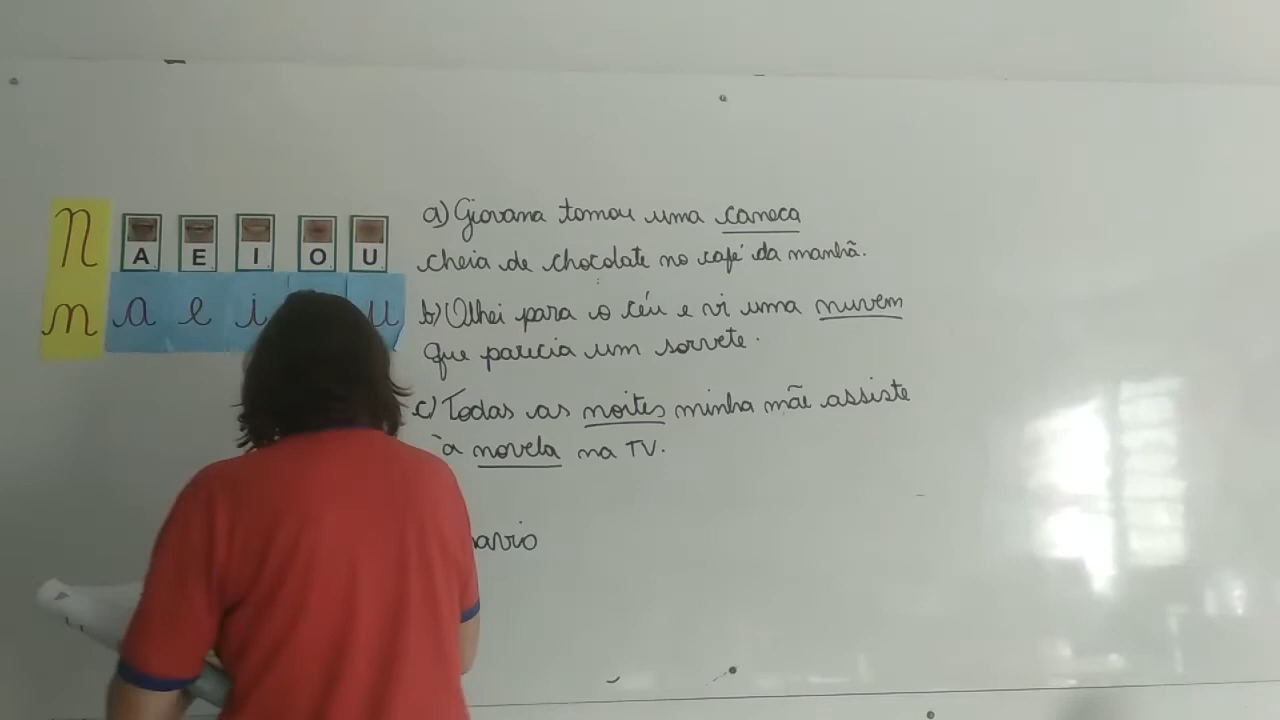 N
A E I O U
n a e i u
a) Giovana tomou uma caneca
cheia de chocolate no café da manhã.
b) Olhei para o céu e vi uma nuvem
que parecia um sorvete.
c) Todas as noites minha mãe assiste
à novela na TV.